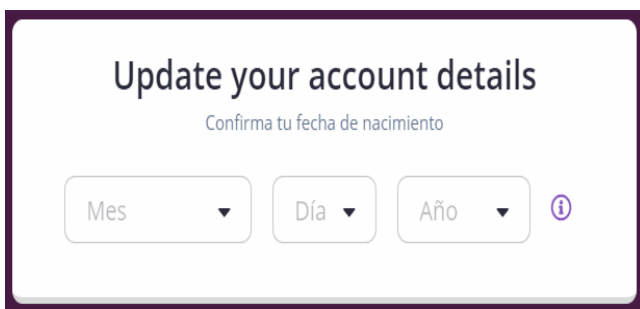 Update your account details
Confirma tu fecha de nacimiento
Mes Día Año